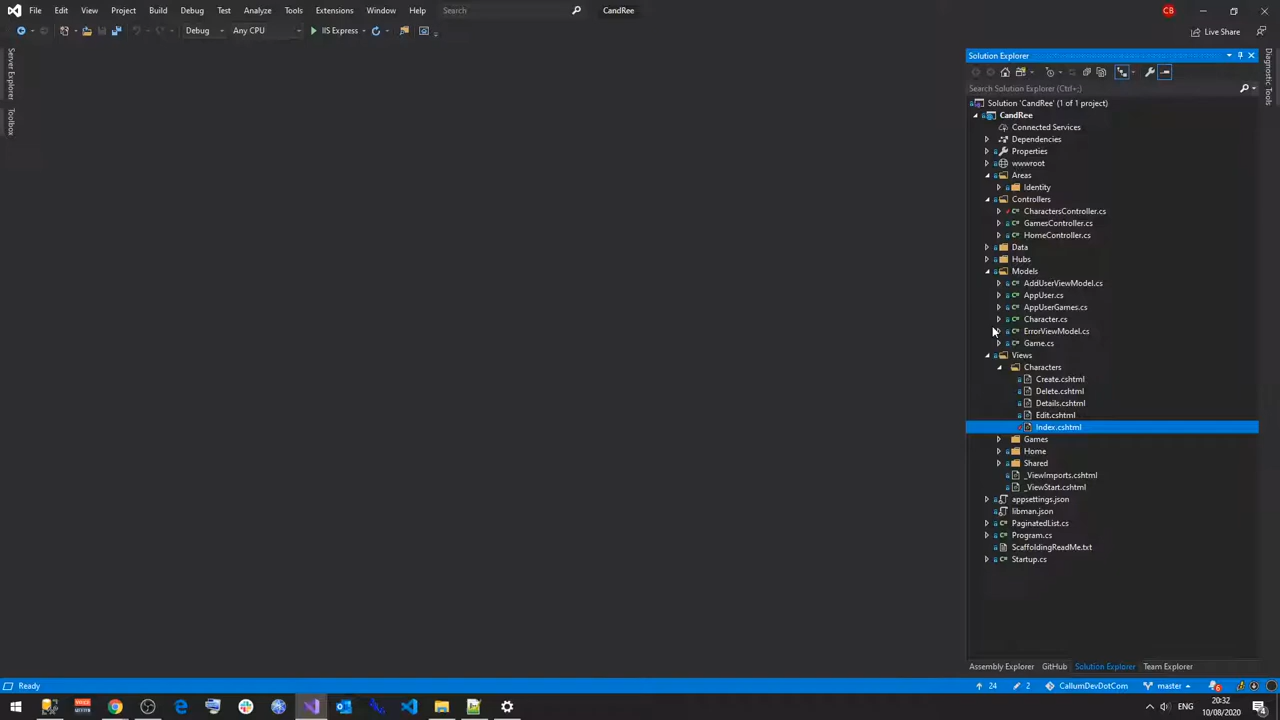 File Edit View Project Build Debug Test Analyze Tools Extensions Window Help Search CandRee CB
Debug Any CPU IIS Express Live Share
Server Explorer
Toolbox
Solution Explorer
Diagnostic Tools
Search Solution Explorer (Ctrl+;)
Solution 'CandRee' (1 of 1 project)
CandRee
Connected Services
Dependencies
Properties
wwwroot
Areas
Identity
Controllers
CharactersController.cs
GamesController.cs
HomeController.cs
Data
Hubs
Models
AddUserViewModel.cs
AppUser.cs
AppUserGames.cs
Character.cs
ErrorViewModel.cs
Game.cs
Views
Characters
Create.cshtml
Delete.cshtml
Details.cshtml
Edit.cshtml
Index.cshtml
Games
Home
Shared
_ViewImports.cshtml
_ViewStart.cshtml
appsettings.json
libman.json
PaginatedList.cs
Program.cs
ScaffoldingReadMe.txt
Startup.cs
Assembly Explorer GitHub Solution Explorer Team Explorer
Ready 24 2 CallumDevDotCom master 6
ENG 20:32
10/08/2020